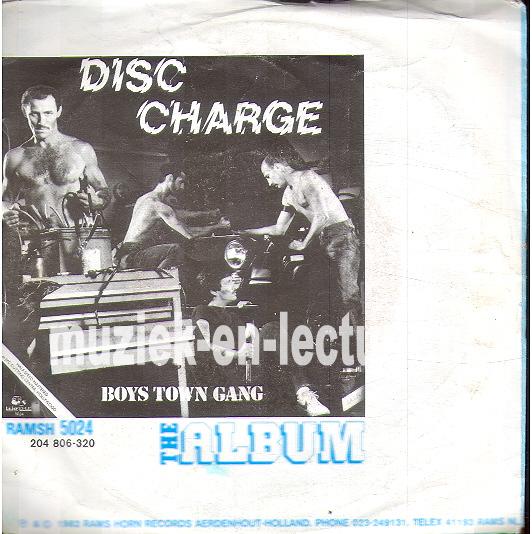 DISC
CHARGE
muziek-en-lectu
BOYS TOWN GANG
RAMSH 5024
204 806-320
THE ALBUM
℗ & © 1982 RAMS HORN RECORDS AERDENHOUT-HOLLAND. PHONE 023-249131. TELEX 41193 RAMS NL